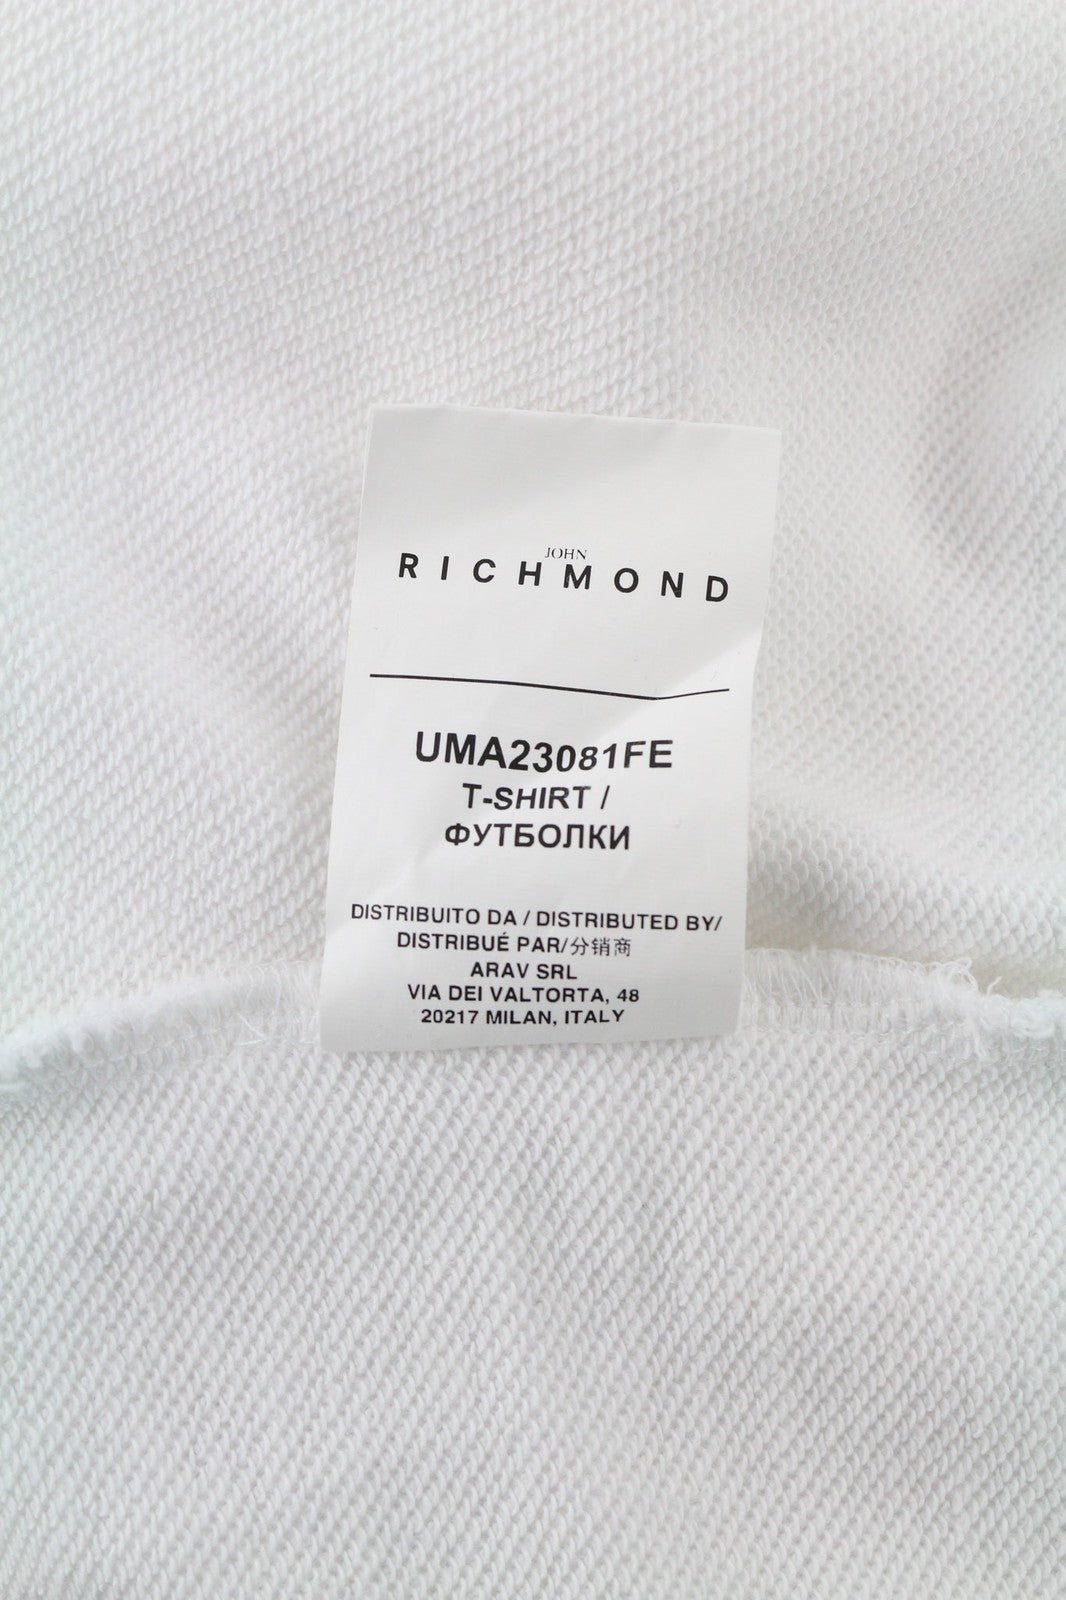 JOHN
RICHMOND
UMA23081FE
T-SHIRT /
ФУТБОЛКИ
DISTRIBUITO DA / DISTRIBUTED BY/
DISTRIBUÉ PAR/分销商
ARAV SRL
VIA DEI VALTORTA, 48
20217 MILAN, ITALY